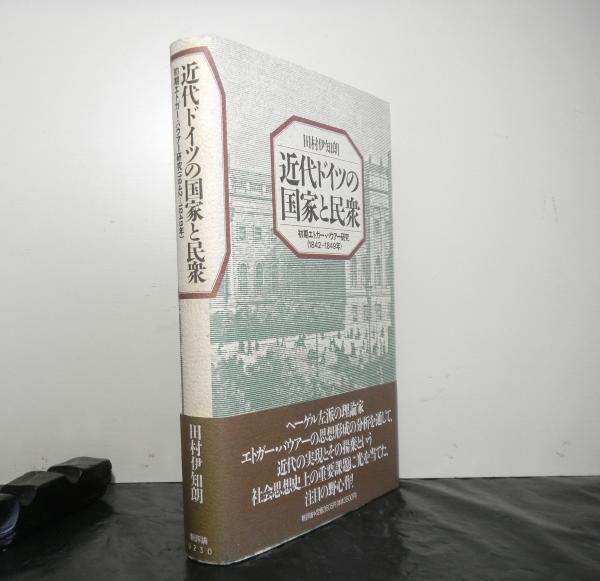 近代ドイツの国家と民衆
初期エトガー・バウアー研究(1842-1849年)
田村伊知朗
新評論
9230
田村伊知朗
近代ドイツの
国家と民衆
初期エトガー・バウアー研究
(1842-1849年)
ヘーゲル左派の理論家
エトガー・バウアーの思想形成の分析を通じて、
近代の実現とその揚棄という
社会思想史上の重要課題に光を当てた、
注目の野心作!